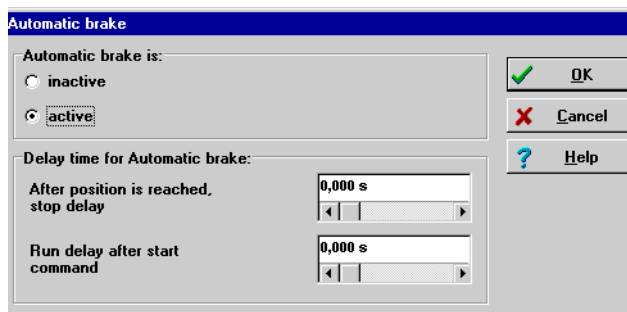 Automatic brake
Automatic brake is:
inactive
active
OK
Cancel
Help
Delay time for Automatic brake:
After position is reached,
stop delay
0,000 s
Run delay after start
command
0,000 s